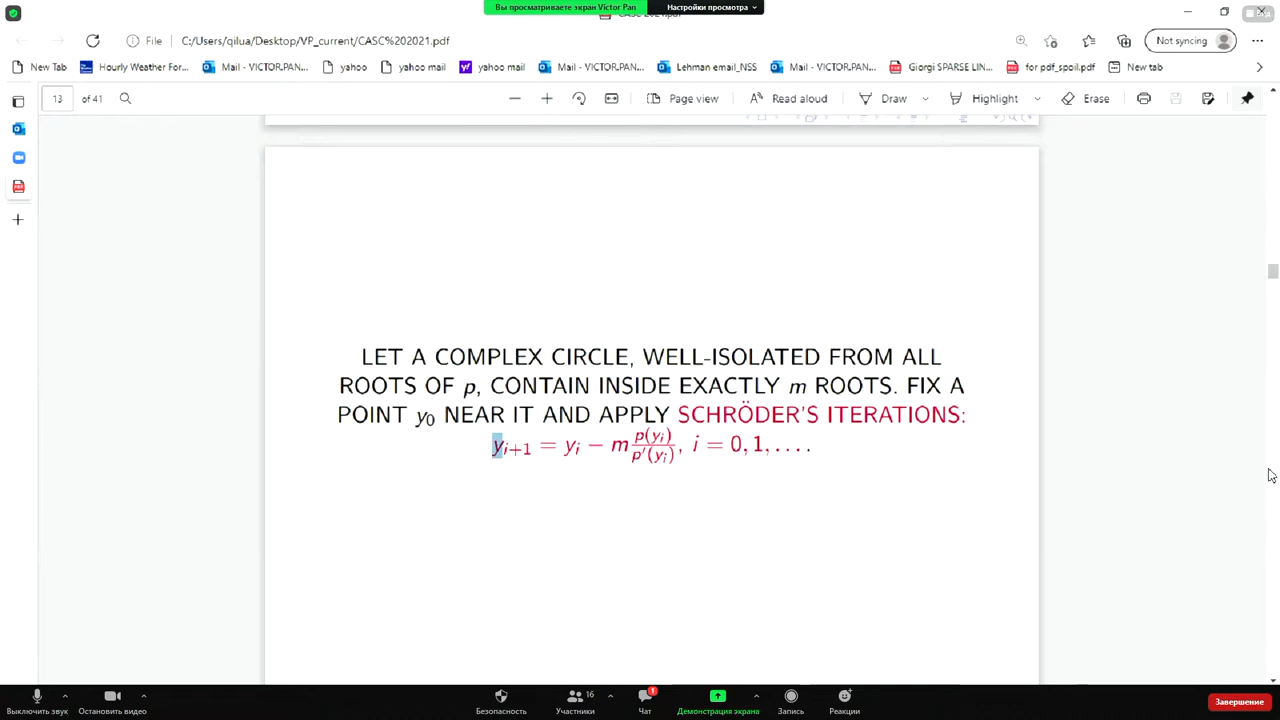 Вы просматриваете экран Victor Pan
Настройки просмотра
File C:/Users/qilua/Desktop/VP_current/CASC%202021.pdf
Not syncing
New Tab Hourly Weather For... Mail - VICTOR.PAN... yahoo yahoo mail yahoo mail Mail - VICTOR.PAN... Lehman email_NSS Mail - VICTOR.PAN... Giorgi SPARSE LIN... for pdf_spoil.pdf New tab
13 of 41 Page view Read aloud Draw Highlight Erase
LET A COMPLEX CIRCLE, WELL-ISOLATED FROM ALL
ROOTS OF p, CONTAIN INSIDE EXACTLY m ROOTS. FIX A
POINT y₀ NEAR IT AND APPLY SCHRÖDER'S ITERATIONS:
yᵢ₊₁ = yᵢ − m p(yᵢ)/p′(yᵢ), i = 0, 1, . . . .
16 1
Выключить звук Остановить видео Безопасность Участники Чат Демонстрация экрана Запись Реакции Завершение